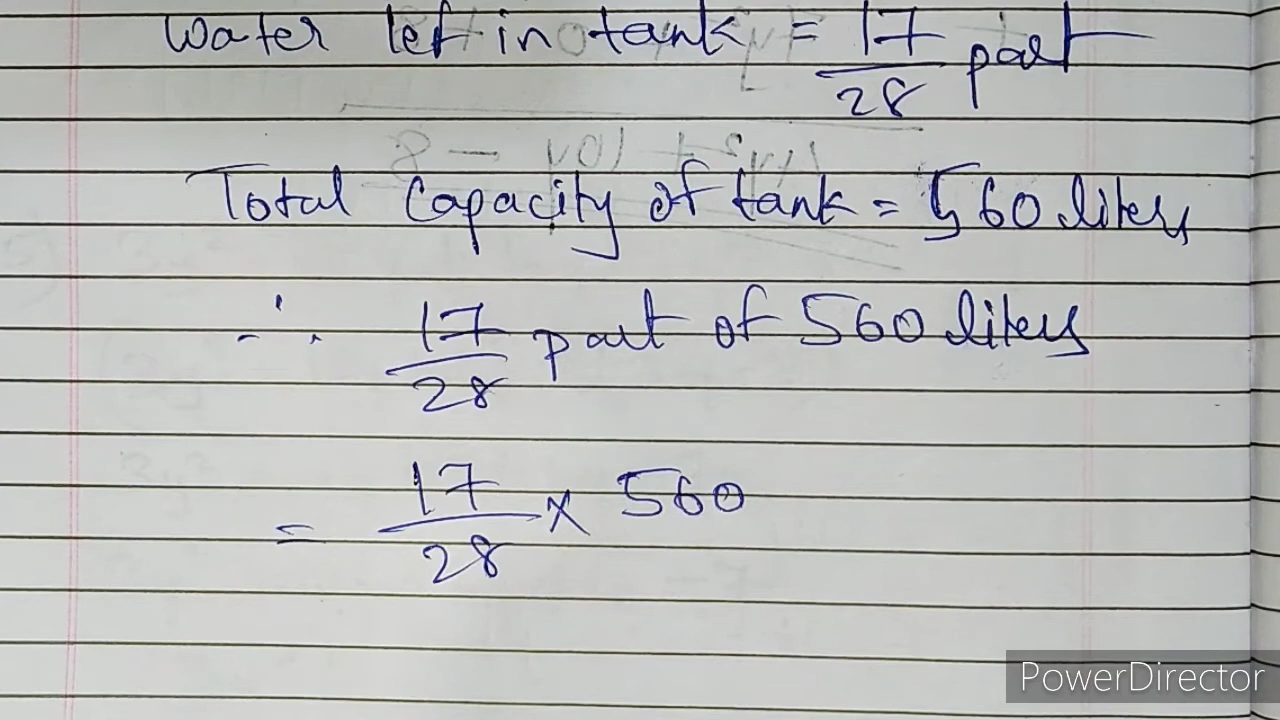 Water left in tank = 17/28 part
Total Capacity of tank = 560 liters
∴ 17/28 part of 560 liters
= 17/28 × 560
PowerDirector